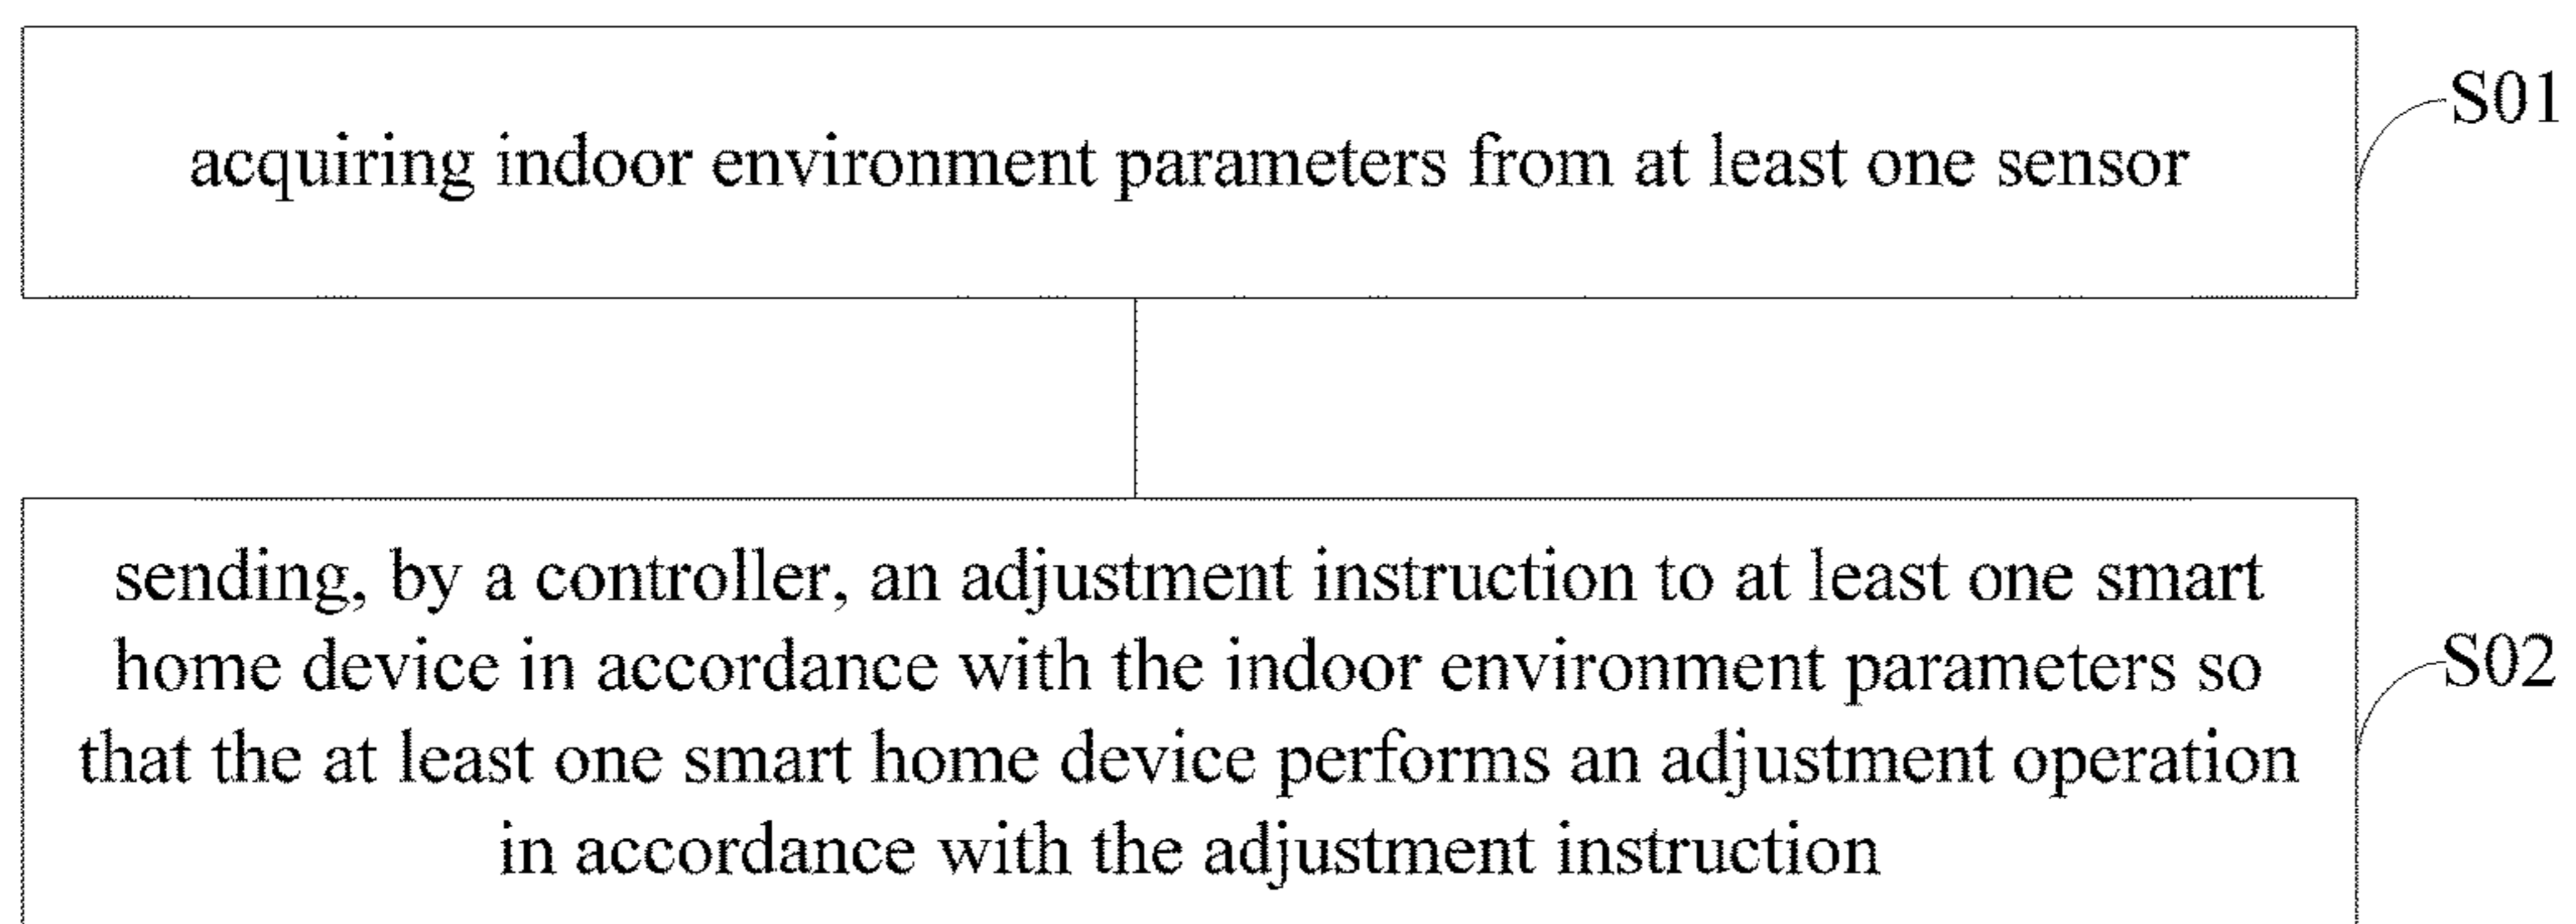 acquiring indoor environment parameters from at least one sensor
S01
sending, by a controller, an adjustment instruction to at least one smart
home device in accordance with the indoor environment parameters so
that the at least one smart home device performs an adjustment operation
in accordance with the adjustment instruction
S02